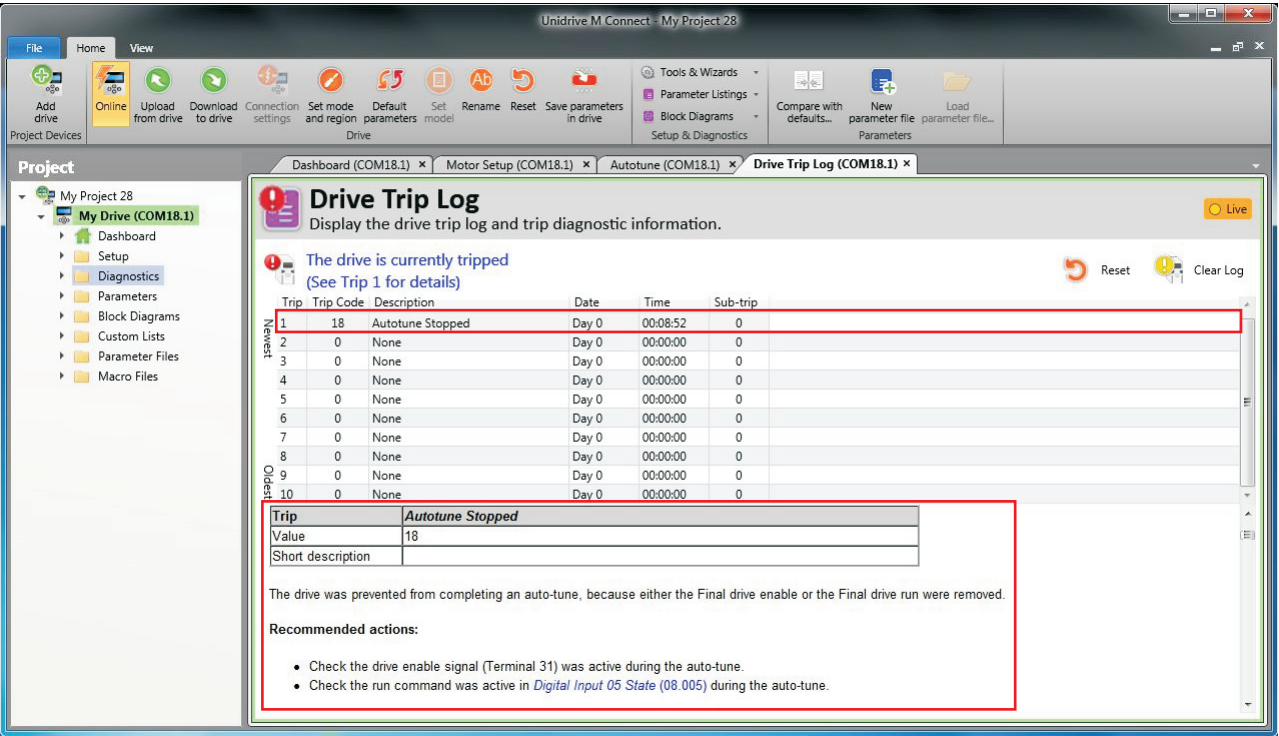 Unidrive M Connect - My Project 28
File Home View
Add drive
Online
Upload from drive
Download to drive
Connection settings
Set mode and region
Default parameters
Set model
Rename
Reset
Save parameters in drive
Tools & Wizards
Parameter Listings
Block Diagrams
Compare with defaults...
New parameter file
Load parameter file...
Project Devices Drive Setup & Diagnostics Parameters
Project
My Project 28
My Drive (COM18.1)
Dashboard
Setup
Diagnostics
Parameters
Block Diagrams
Custom Lists
Parameter Files
Macro Files
Dashboard (COM18.1) × Motor Setup (COM18.1) × Autotune (COM18.1) × Drive Trip Log (COM18.1) ×
Drive Trip Log
Display the drive trip log and trip diagnostic information.
Live
The drive is currently tripped
(See Trip 1 for details)
Reset Clear Log
Trip Trip Code Description Date Time Sub-trip
Newest
1 18 Autotune Stopped Day 0 00:08:52 0
2 0 None Day 0 00:00:00 0
3 0 None Day 0 00:00:00 0
4 0 None Day 0 00:00:00 0
5 0 None Day 0 00:00:00 0
6 0 None Day 0 00:00:00 0
7 0 None Day 0 00:00:00 0
8 0 None Day 0 00:00:00 0
9 0 None Day 0 00:00:00 0
10 0 None Day 0 00:00:00 0
Oldest
Trip Autotune Stopped
Value 18
Short description
The drive was prevented from completing an auto-tune, because either the Final drive enable or the Final drive run were removed.
Recommended actions:
• Check the drive enable signal (Terminal 31) was active during the auto-tune.
• Check the run command was active in Digital Input 05 State (08.005) during the auto-tune.